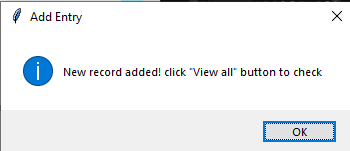 Add Entry
New record added! click "View all" button to check
OK